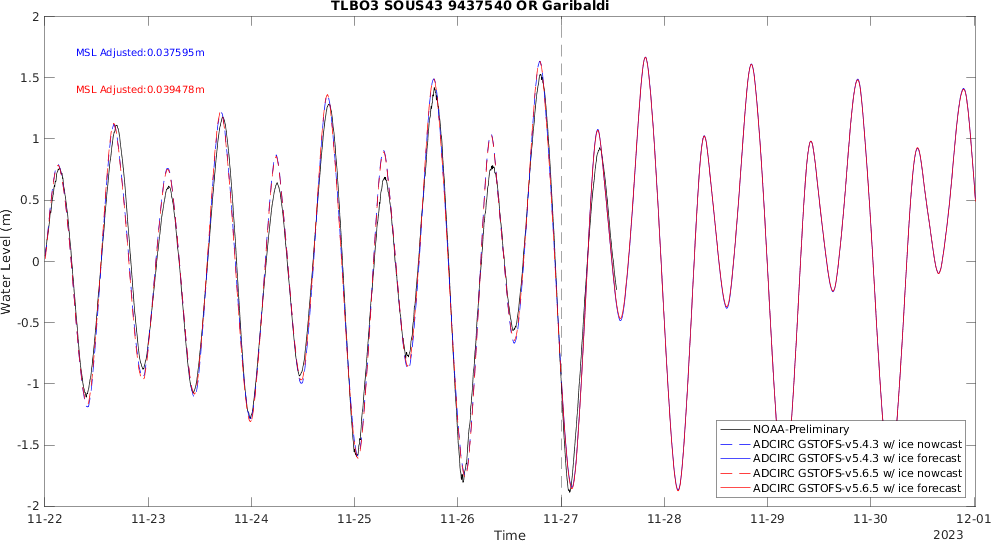 TLBO3 SOUS43 9437540 OR Garibaldi
2
1.5
1
0.5
0
-0.5
-1
-1.5
-2
Water Level (m)
MSL Adjusted:0.037595m
MSL Adjusted:0.039478m
NOAA-Preliminary
ADCIRC GSTOFS-v5.4.3 w/ ice nowcast
ADCIRC GSTOFS-v5.4.3 w/ ice forecast
ADCIRC GSTOFS-v5.6.5 w/ ice nowcast
ADCIRC GSTOFS-v5.6.5 w/ ice forecast
11-22 11-23 11-24 11-25 11-26 11-27 11-28 11-29 11-30 12-01
Time
2023